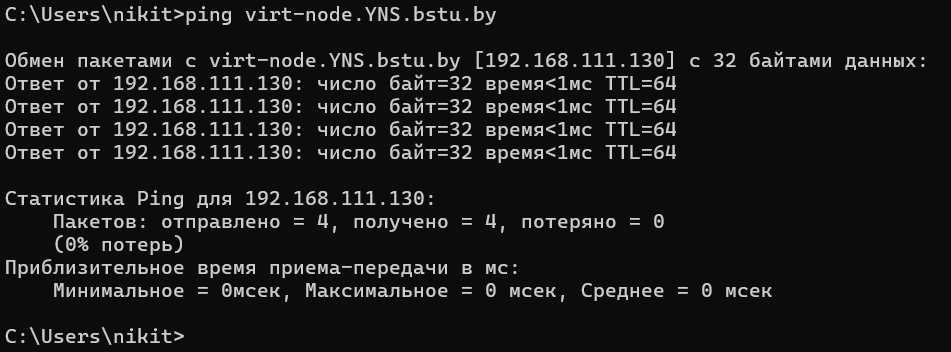 C:\Users\nikit>ping virt-node.YNS.bstu.by
Обмен пакетами с virt-node.YNS.bstu.by [192.168.111.130] с 32 байтами данных:
Ответ от 192.168.111.130: число байт=32 время<1мс TTL=64
Ответ от 192.168.111.130: число байт=32 время<1мс TTL=64
Ответ от 192.168.111.130: число байт=32 время<1мс TTL=64
Ответ от 192.168.111.130: число байт=32 время<1мс TTL=64
Статистика Ping для 192.168.111.130:
    Пакетов: отправлено = 4, получено = 4, потеряно = 0
    (0% потерь)
Приблизительное время приема-передачи в мс:
    Минимальное = 0мсек, Максимальное = 0 мсек, Среднее = 0 мсек
C:\Users\nikit>